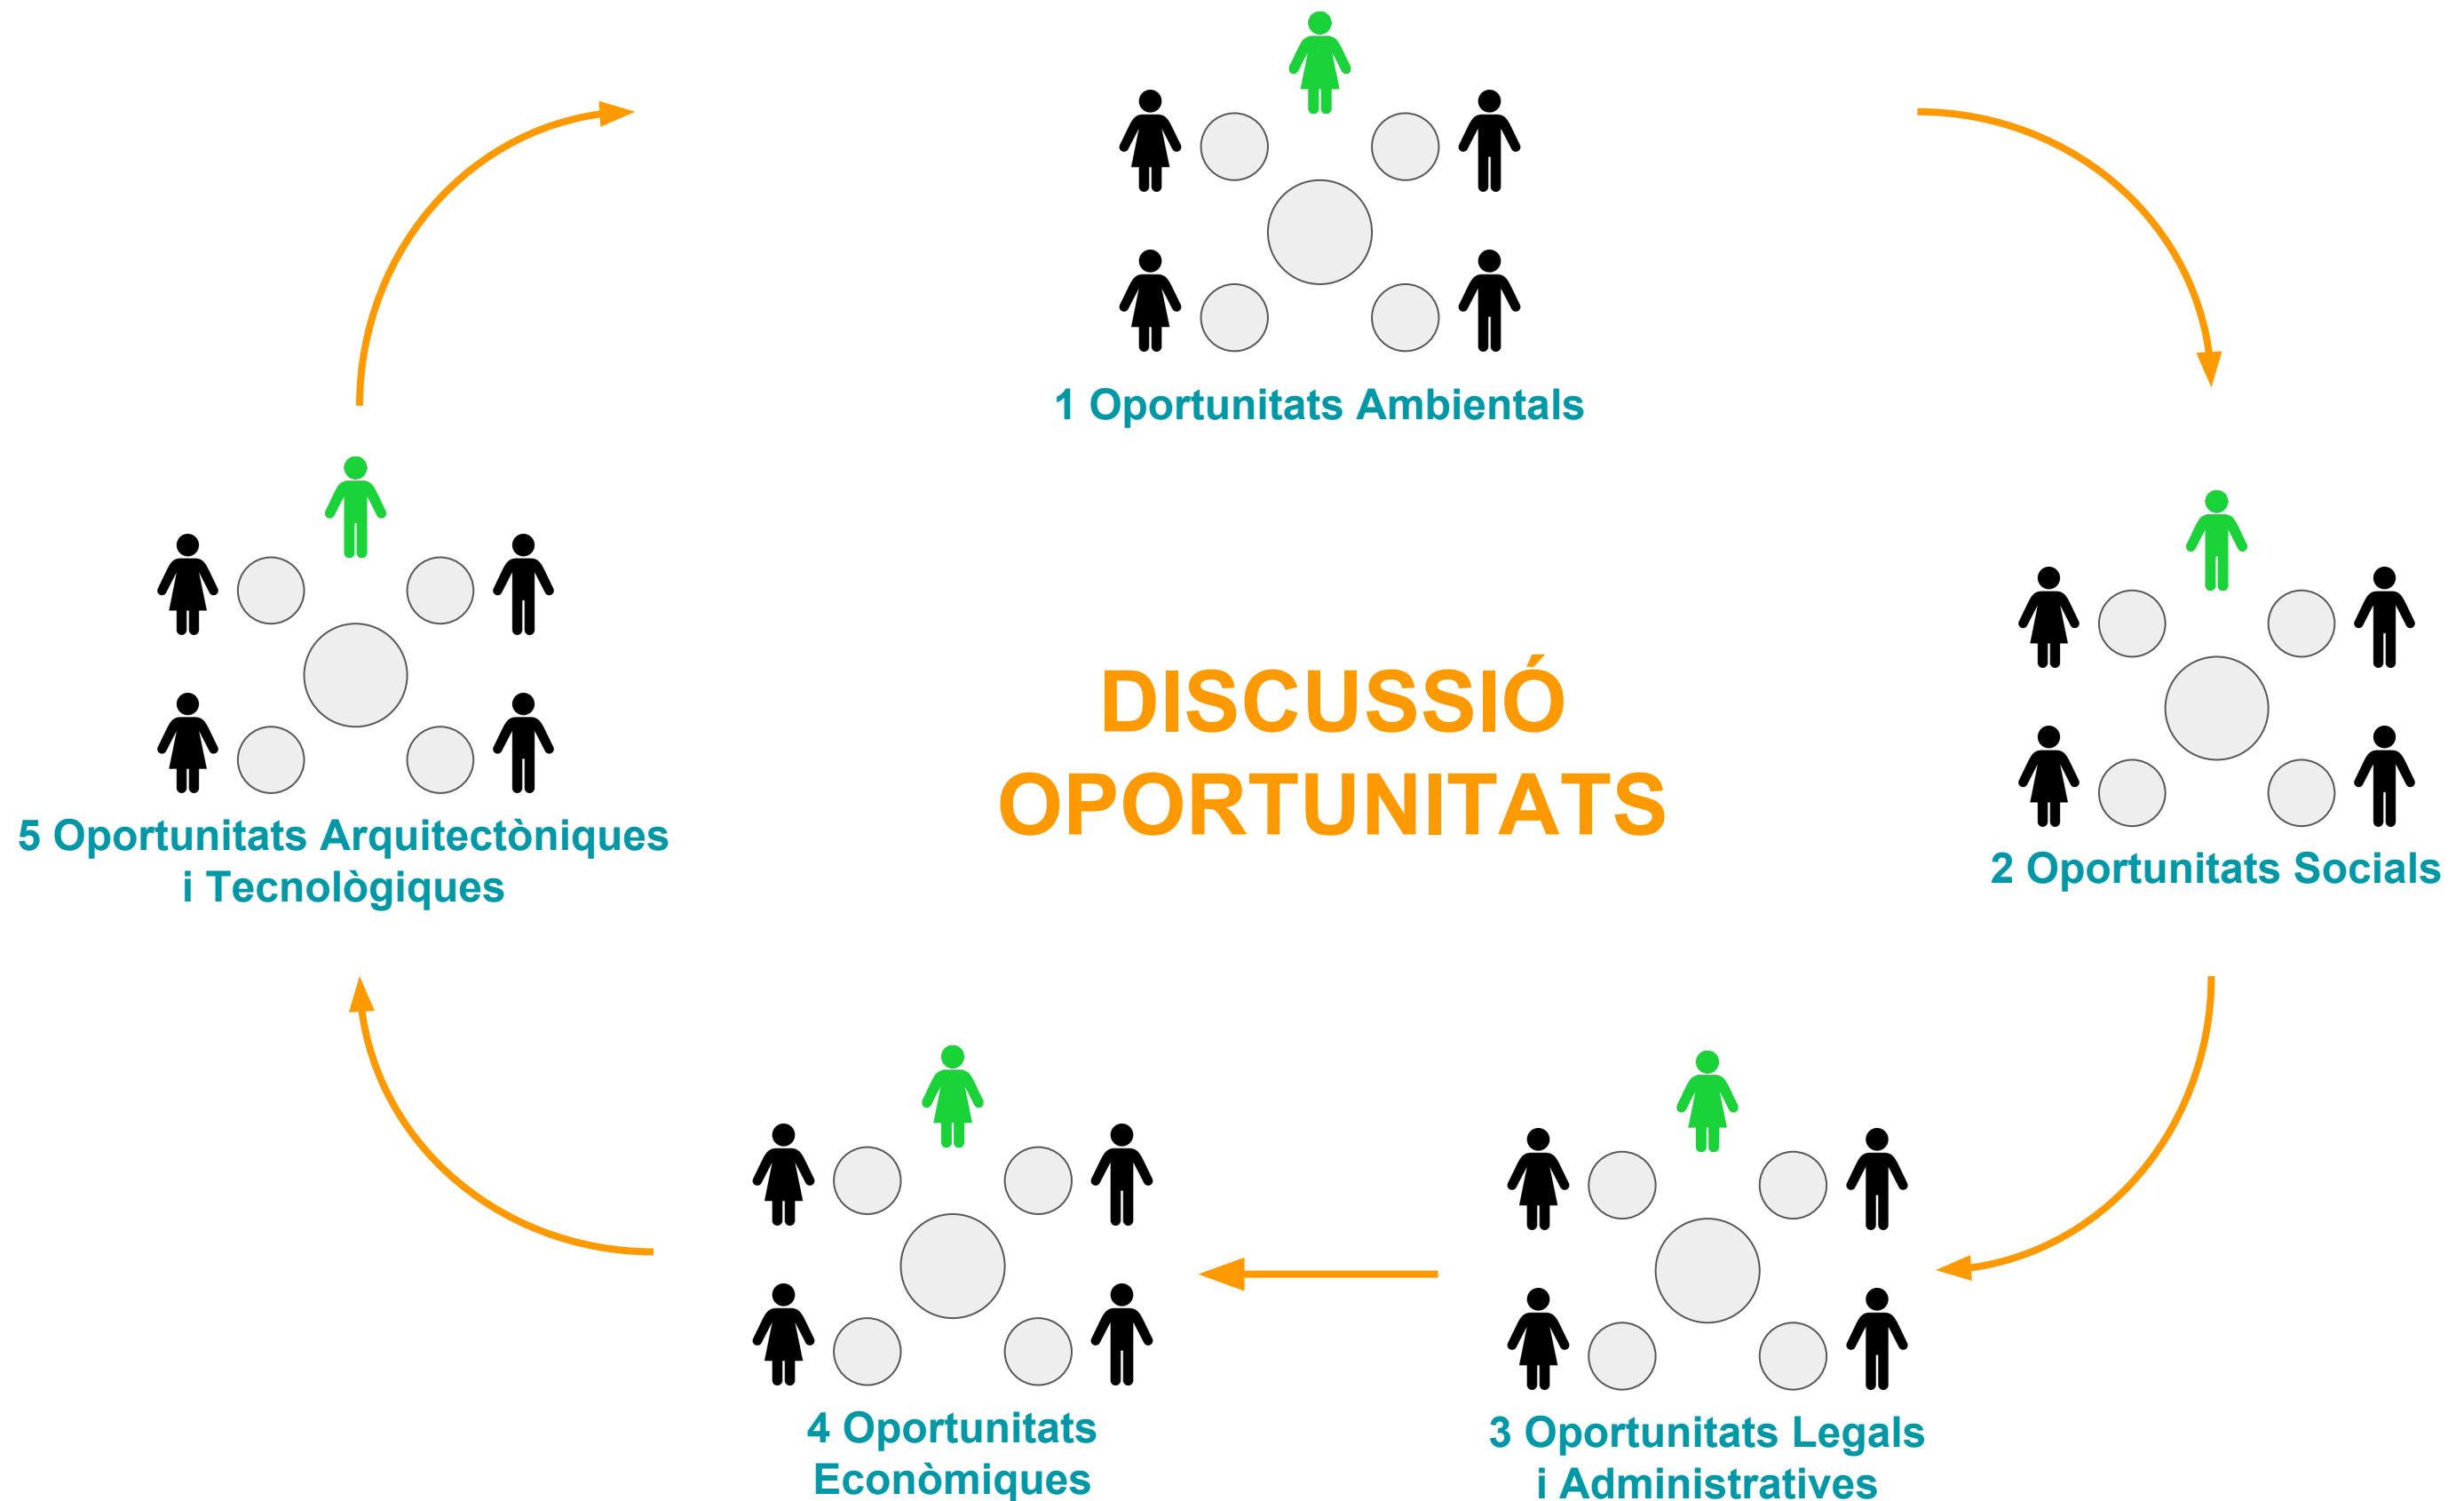 1 Oportunitats Ambientals
DISCUSSIÓ
OPORTUNITATS
2 Oportunitats Socials
3 Oportunitats Legals
i Administratives
4 Oportunitats
Econòmiques
5 Oportunitats Arquitectòniques
i Tecnològiques